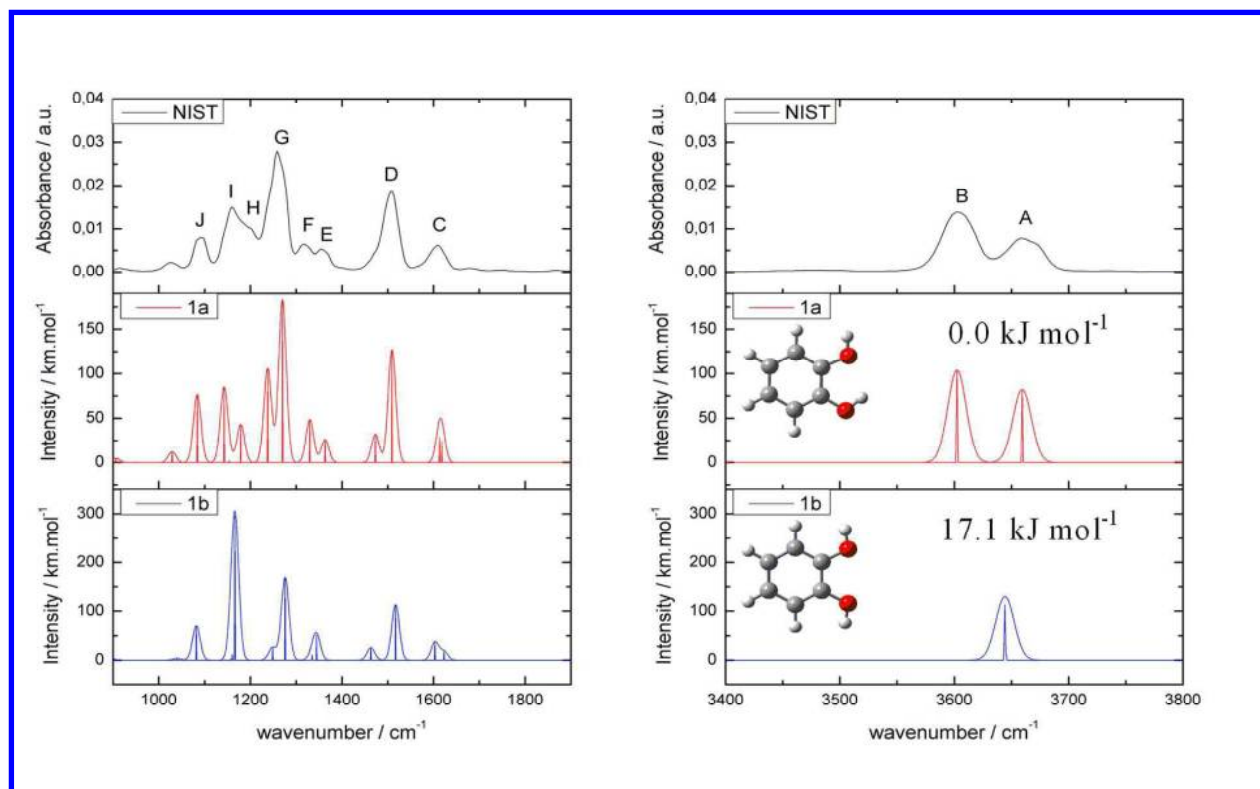 0,04
NIST
0,03
0,02
0,01
0,00
Absorbance / a.u.
J
I
H
G
F
E
D
C
1a
150
100
50
0
Intensity / km.mol-1
1b
300
200
100
0
Intensity / km.mol-1
1000 1200 1400 1600 1800
wavenumber / cm-1
0,04
NIST
0,03
0,02
0,01
0,00
Absorbance / a.u.
B
A
1a
0.0 kJ mol-1
150
100
50
0
Intensity / km.mol-1
1b
17.1 kJ mol-1
300
200
100
0
Intensity / km.mol-1
3400 3500 3600 3700 3800
wavenumber / cm-1